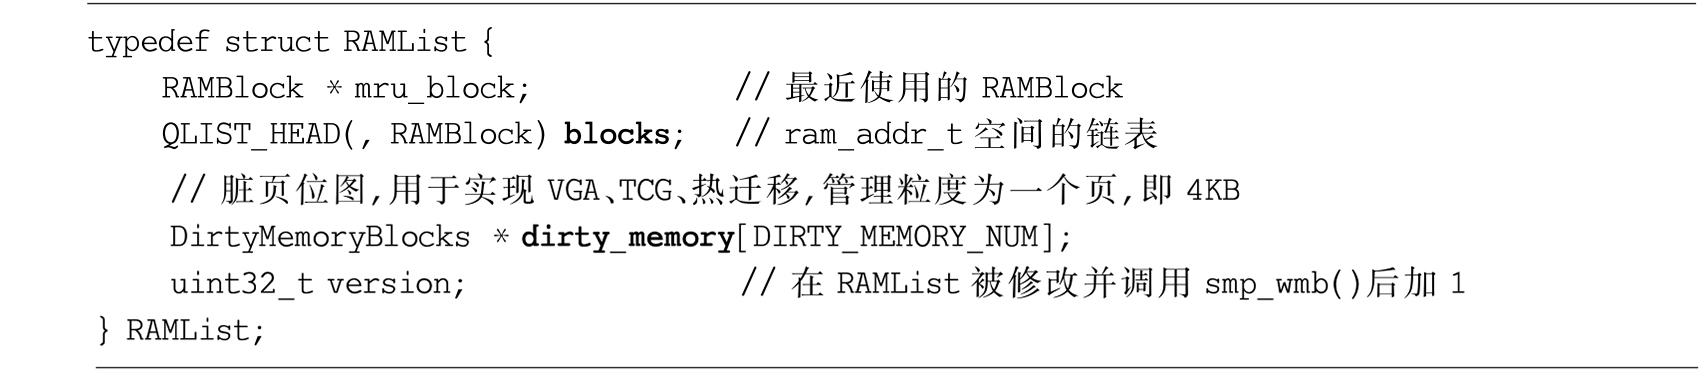 typedef struct RAMList {
RAMBlock * mru_block; // 最近使用的 RAMBlock
QLIST_HEAD(, RAMBlock) blocks; // ram_addr_t 空间的链表
// 脏页位图,用于实现 VGA、TCG、热迁移,管理粒度为一个页,即 4KB
DirtyMemoryBlocks * dirty_memory[DIRTY_MEMORY_NUM];
uint32_t version; // 在 RAMList 被修改并调用 smp_wmb()后加 1
} RAMList;